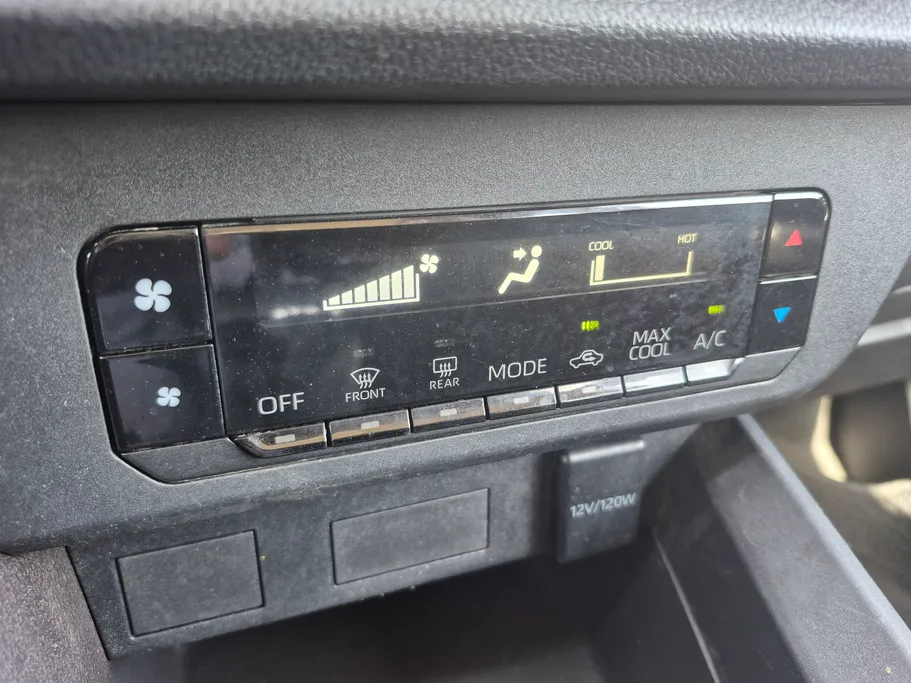 COOL HOT
OFF FRONT REAR MODE MAX COOL A/C
12V/120W